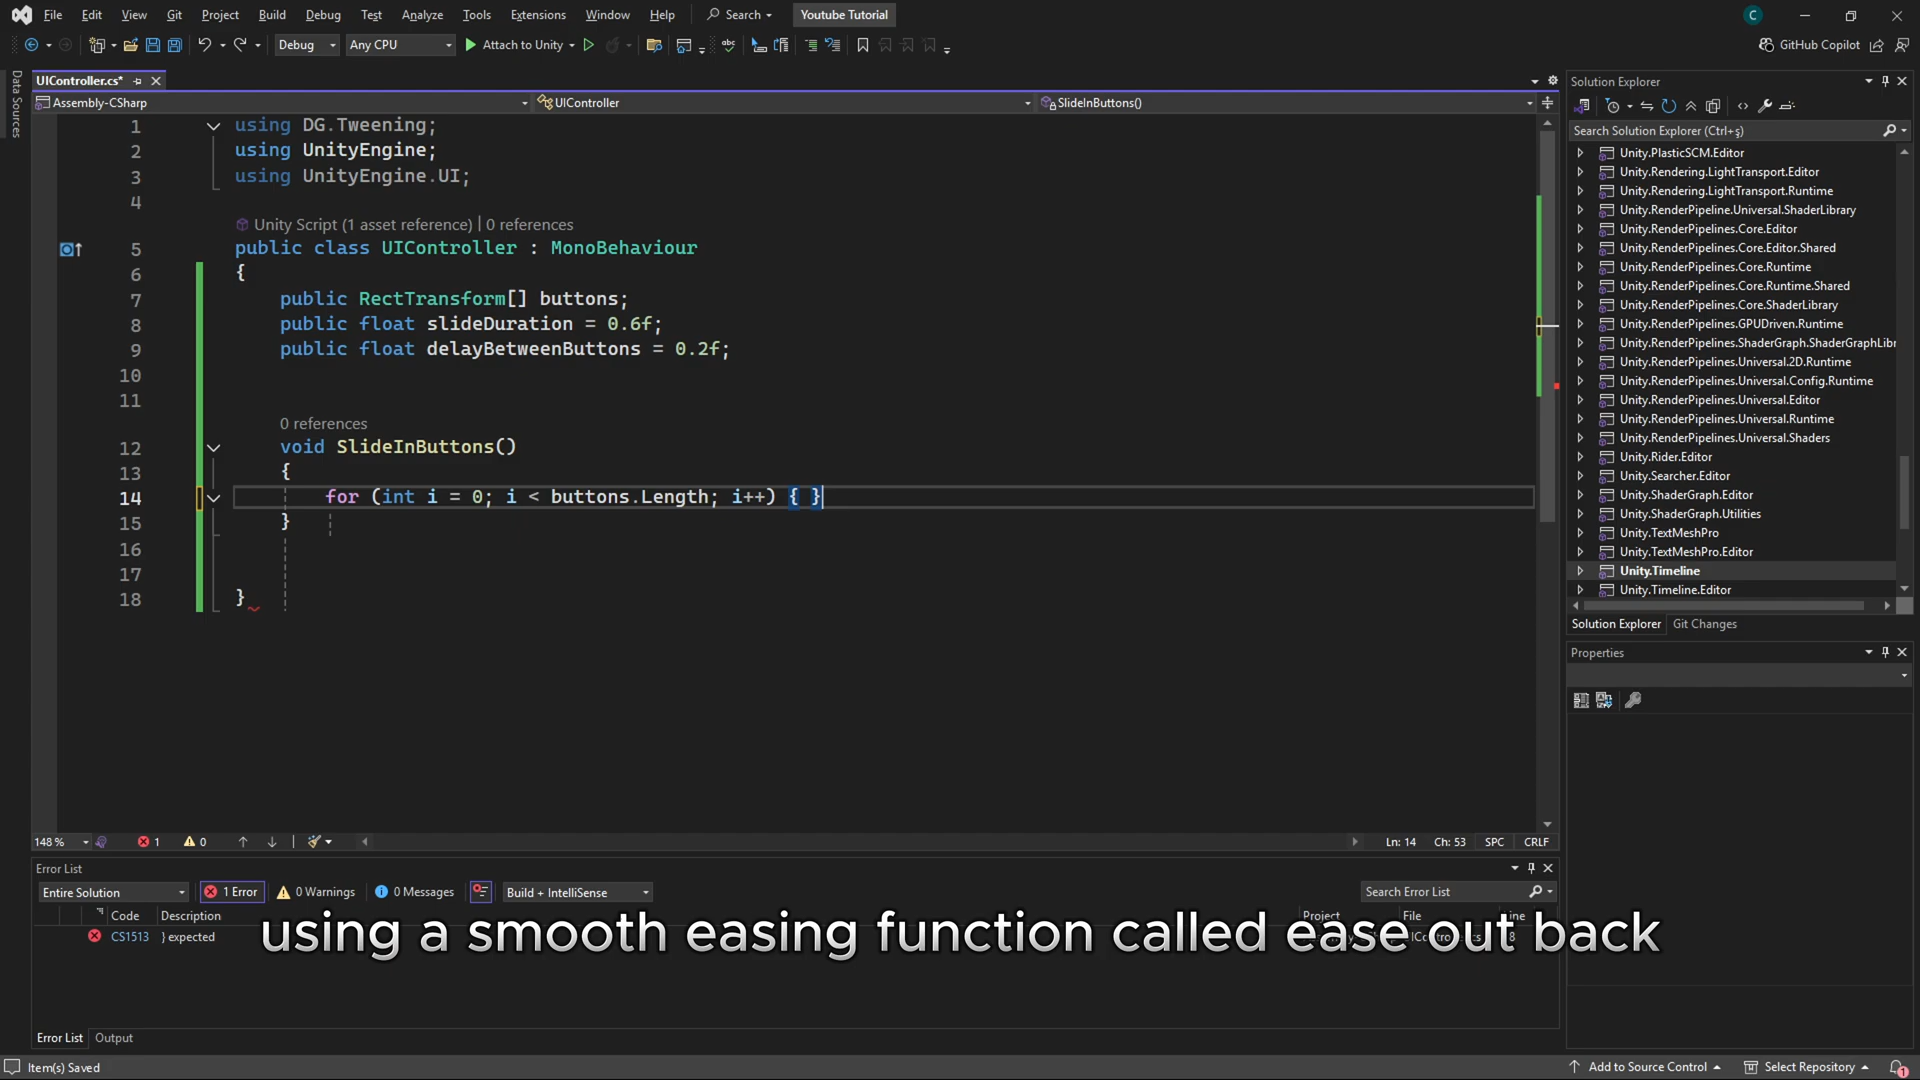 File Edit View Git Project Build Debug Test Analyze Tools Extensions Window Help Search Youtube Tutorial C
Debug Any CPU Attach to Unity GitHub Copilot
Data Sources
UIController.cs*
Assembly-CSharp UIController SlideInButtons()
1 using DG.Tweening;
2 using UnityEngine;
3 using UnityEngine.UI;
4
Unity Script (1 asset reference) | 0 references
5 public class UIController : MonoBehaviour
6 {
7 public RectTransform[] buttons;
8 public float slideDuration = 0.6f;
9 public float delayBetweenButtons = 0.2f;
10
11
0 references
12 void SlideInButtons()
13 {
14 for (int i = 0; i < buttons.Length; i++) { }
15 }
16
17
18 }
148 % 1 0 Ln: 14 Ch: 53 SPC CRLF
Error List
Entire Solution 1 Error 0 Warnings 0 Messages Build + IntelliSense Search Error List
Code Description Project File Line
CS1513 } expected
using a smooth easing function called ease out back
Error List Output
Item(s) Saved Add to Source Control Select Repository 1
Solution Explorer
Search Solution Explorer (Ctrl+ş)
Unity.PlasticSCM.Editor
Unity.Rendering.LightTransport.Editor
Unity.Rendering.LightTransport.Runtime
Unity.RenderPipeline.Universal.ShaderLibrary
Unity.RenderPipelines.Core.Editor
Unity.RenderPipelines.Core.Editor.Shared
Unity.RenderPipelines.Core.Runtime
Unity.RenderPipelines.Core.Runtime.Shared
Unity.RenderPipelines.Core.ShaderLibrary
Unity.RenderPipelines.GPUDriven.Runtime
Unity.RenderPipelines.ShaderGraph.ShaderGraphLibr
Unity.RenderPipelines.Universal.2D.Runtime
Unity.RenderPipelines.Universal.Config.Runtime
Unity.RenderPipelines.Universal.Editor
Unity.RenderPipelines.Universal.Runtime
Unity.RenderPipelines.Universal.Shaders
Unity.Rider.Editor
Unity.Searcher.Editor
Unity.ShaderGraph.Editor
Unity.ShaderGraph.Utilities
Unity.TextMeshPro
Unity.TextMeshPro.Editor
Unity.Timeline
Unity.Timeline.Editor
Solution Explorer Git Changes
Properties